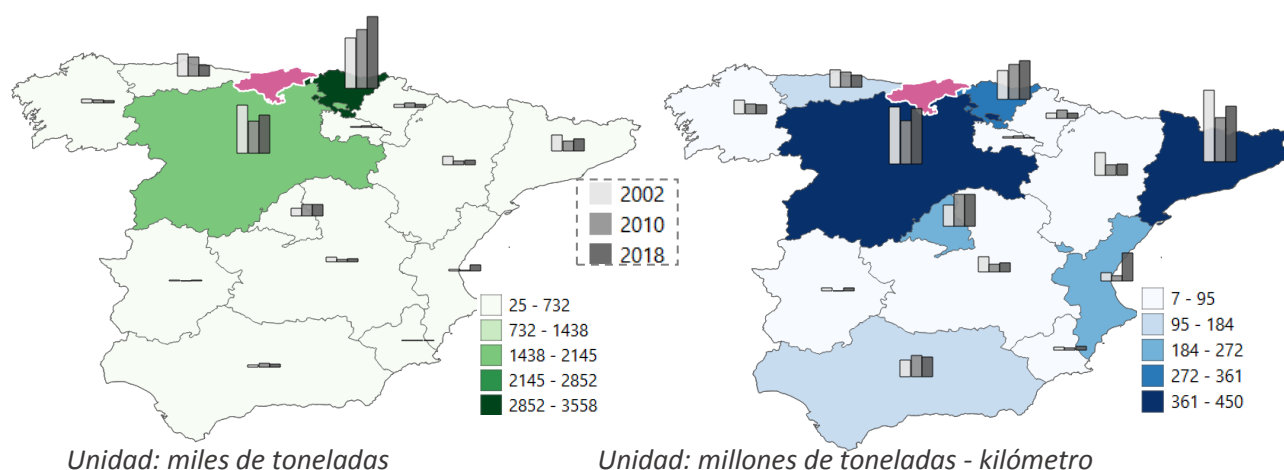 2002
2010
2018
25 - 732
732 - 1438
1438 - 2145
2145 - 2852
2852 - 3558
Unidad: miles de toneladas
7 - 95
95 - 184
184 - 272
272 - 361
361 - 450
Unidad: millones de toneladas - kilómetro